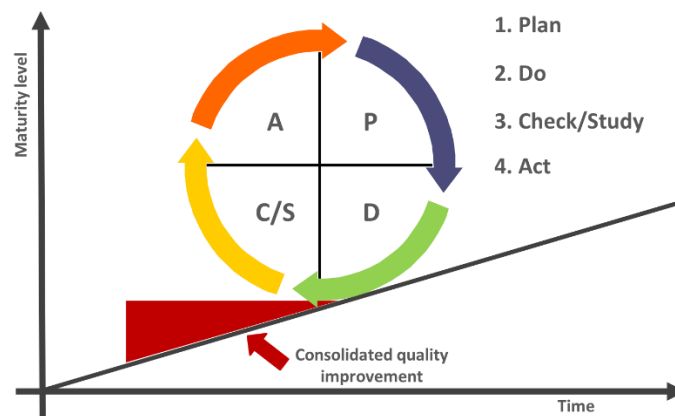 1. Plan
2. Do
3. Check/Study
4. Act
Maturity level
A
P
C/S
D
Consolidated quality
improvement
Time